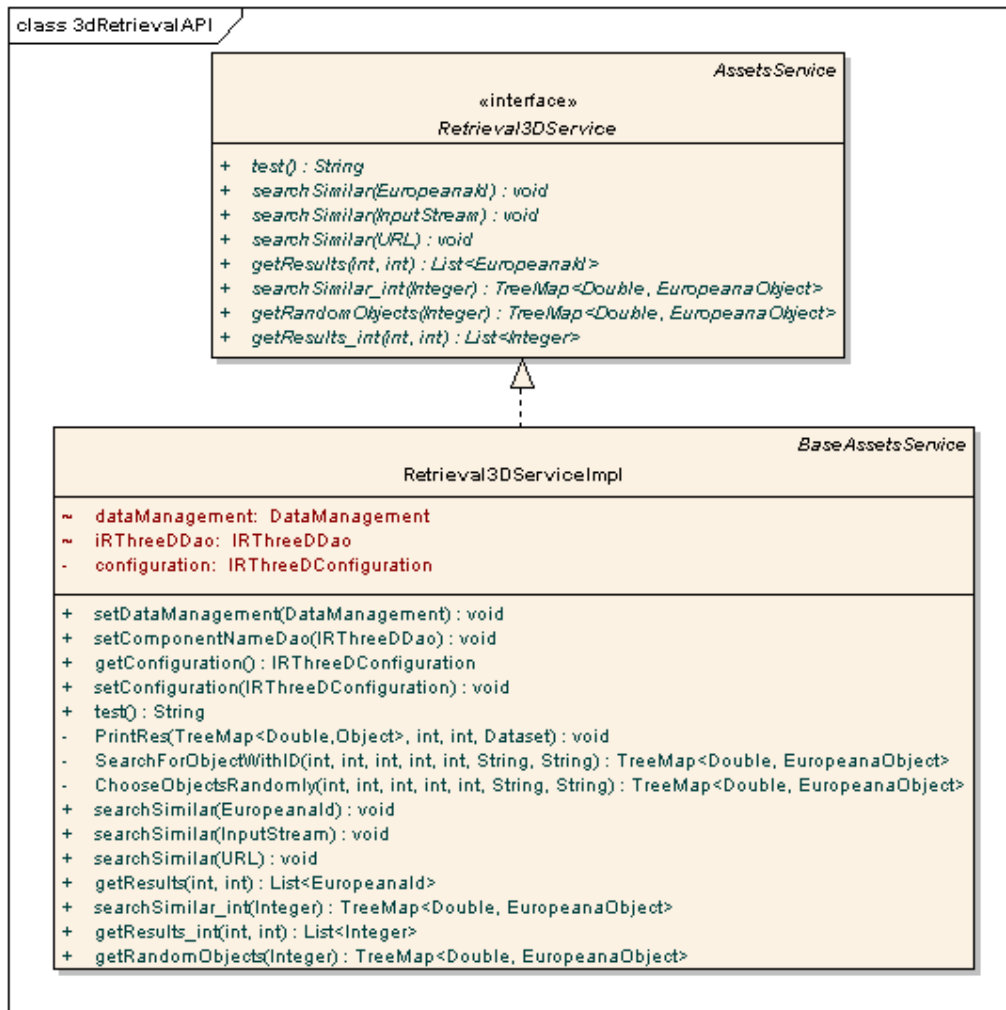 class 3dRetrievalAPI
AssetsService
«interface»
Retrieval3DService
+ test() : String
+ searchSimilar(EuropeanaId) : void
+ searchSimilar(InputStream) : void
+ searchSimilar(URL) : void
+ getResults(int, int) : List<EuropeanaId>
+ searchSimilar_int(Integer) : TreeMap<Double, EuropeanaObject>
+ getRandomObjects(Integer) : TreeMap<Double, EuropeanaObject>
+ getResults_int(int, int) : List<Integer>
BaseAssetsService
Retrieval3DServiceImpl
~ dataManagement: DataManagement
~ iRThreeDDao: IRThreeDDao
- configuration: IRThreeDConfiguration
+ setDataManagement(DataManagement) : void
+ setComponentNameDao(IRThreeDDao) : void
+ getConfiguration() : IRThreeDConfiguration
+ setConfiguration(IRThreeDConfiguration) : void
+ test() : String
- PrintRes(TreeMap<Double,Object>, int, int, Dataset) : void
- SearchForObjectWithID(int, int, int, int, int, String, String) : TreeMap<Double, EuropeanaObject>
- ChooseObjectsRandomly(int, int, int, int, int, String, String) : TreeMap<Double, EuropeanaObject>
+ searchSimilar(EuropeanaId) : void
+ searchSimilar(InputStream) : void
+ searchSimilar(URL) : void
+ getResults(int, int) : List<EuropeanaId>
+ searchSimilar_int(Integer) : TreeMap<Double, EuropeanaObject>
+ getResults_int(int, int) : List<Integer>
+ getRandomObjects(Integer) : TreeMap<Double, EuropeanaObject>